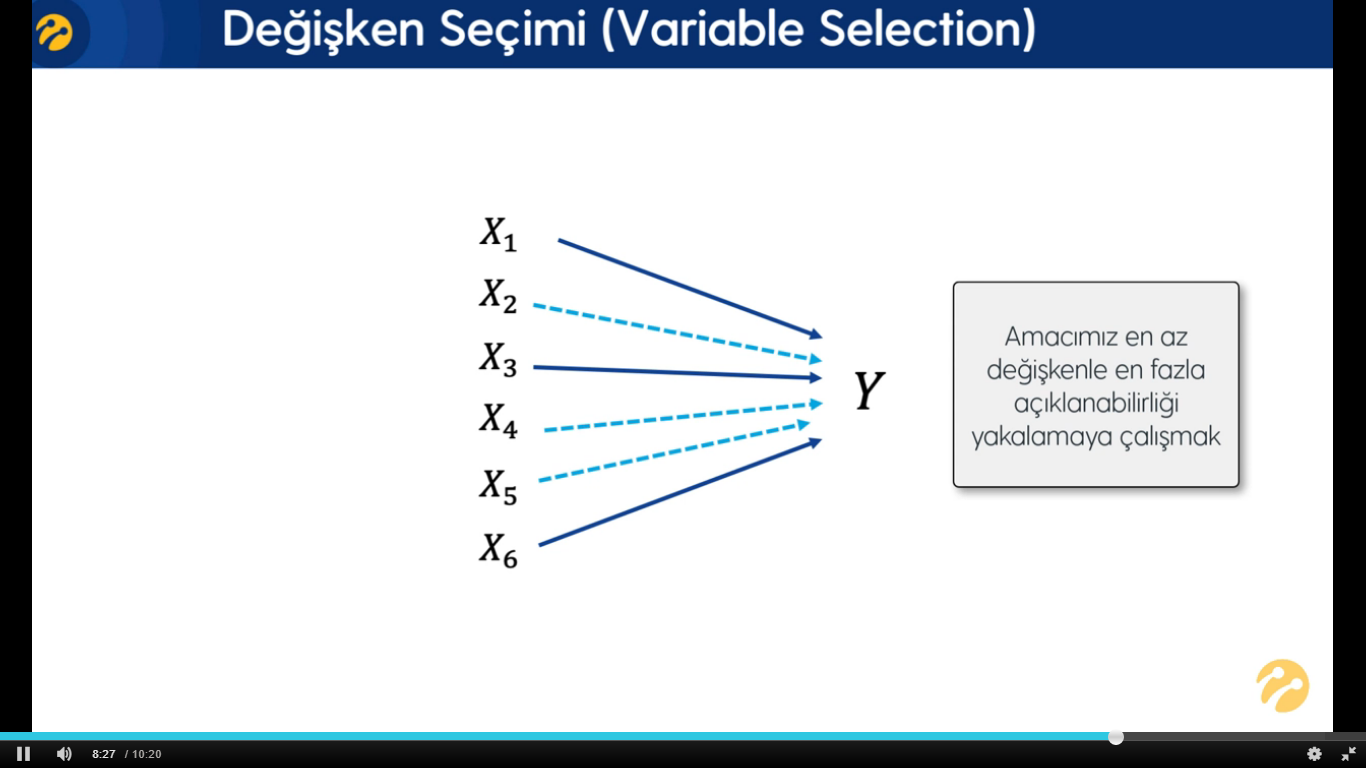 Değişken Seçimi (Variable Selection)
X₁
X₂
X₃
X₄
X₅
X₆
Y
Amacımız en az
değişkenle en fazla
açıklanabilirliği
yakalamaya çalışmak
8:27 / 10:20